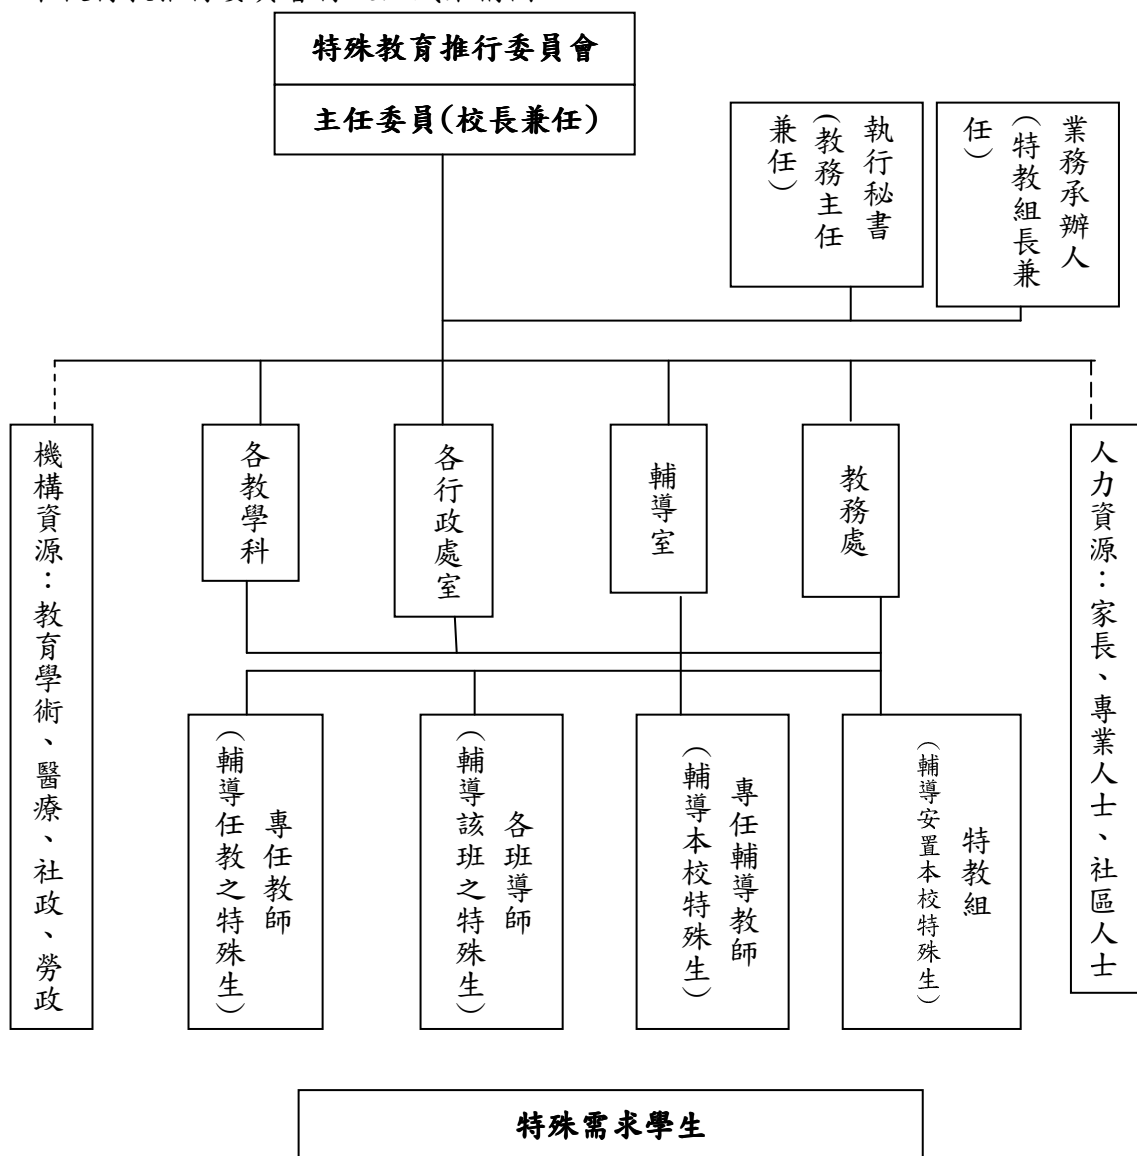 特殊教育推行委員會
主任委員(校長兼任)
執行秘書
(教務主任
兼任)
業務承辦人
(特教組長兼
任)
機構資源：教育學術、醫療、社政、勞政
各教學科
各行政處室
輔導室
教務處
人力資源：家長、專業人士、社區人士
專任教師
(輔導任教之特殊生)
各班導師
(輔導該班之特殊生)
專任輔導教師
(輔導本校特殊生)
特教組
(輔導安置本校特殊生)
特殊需求學生